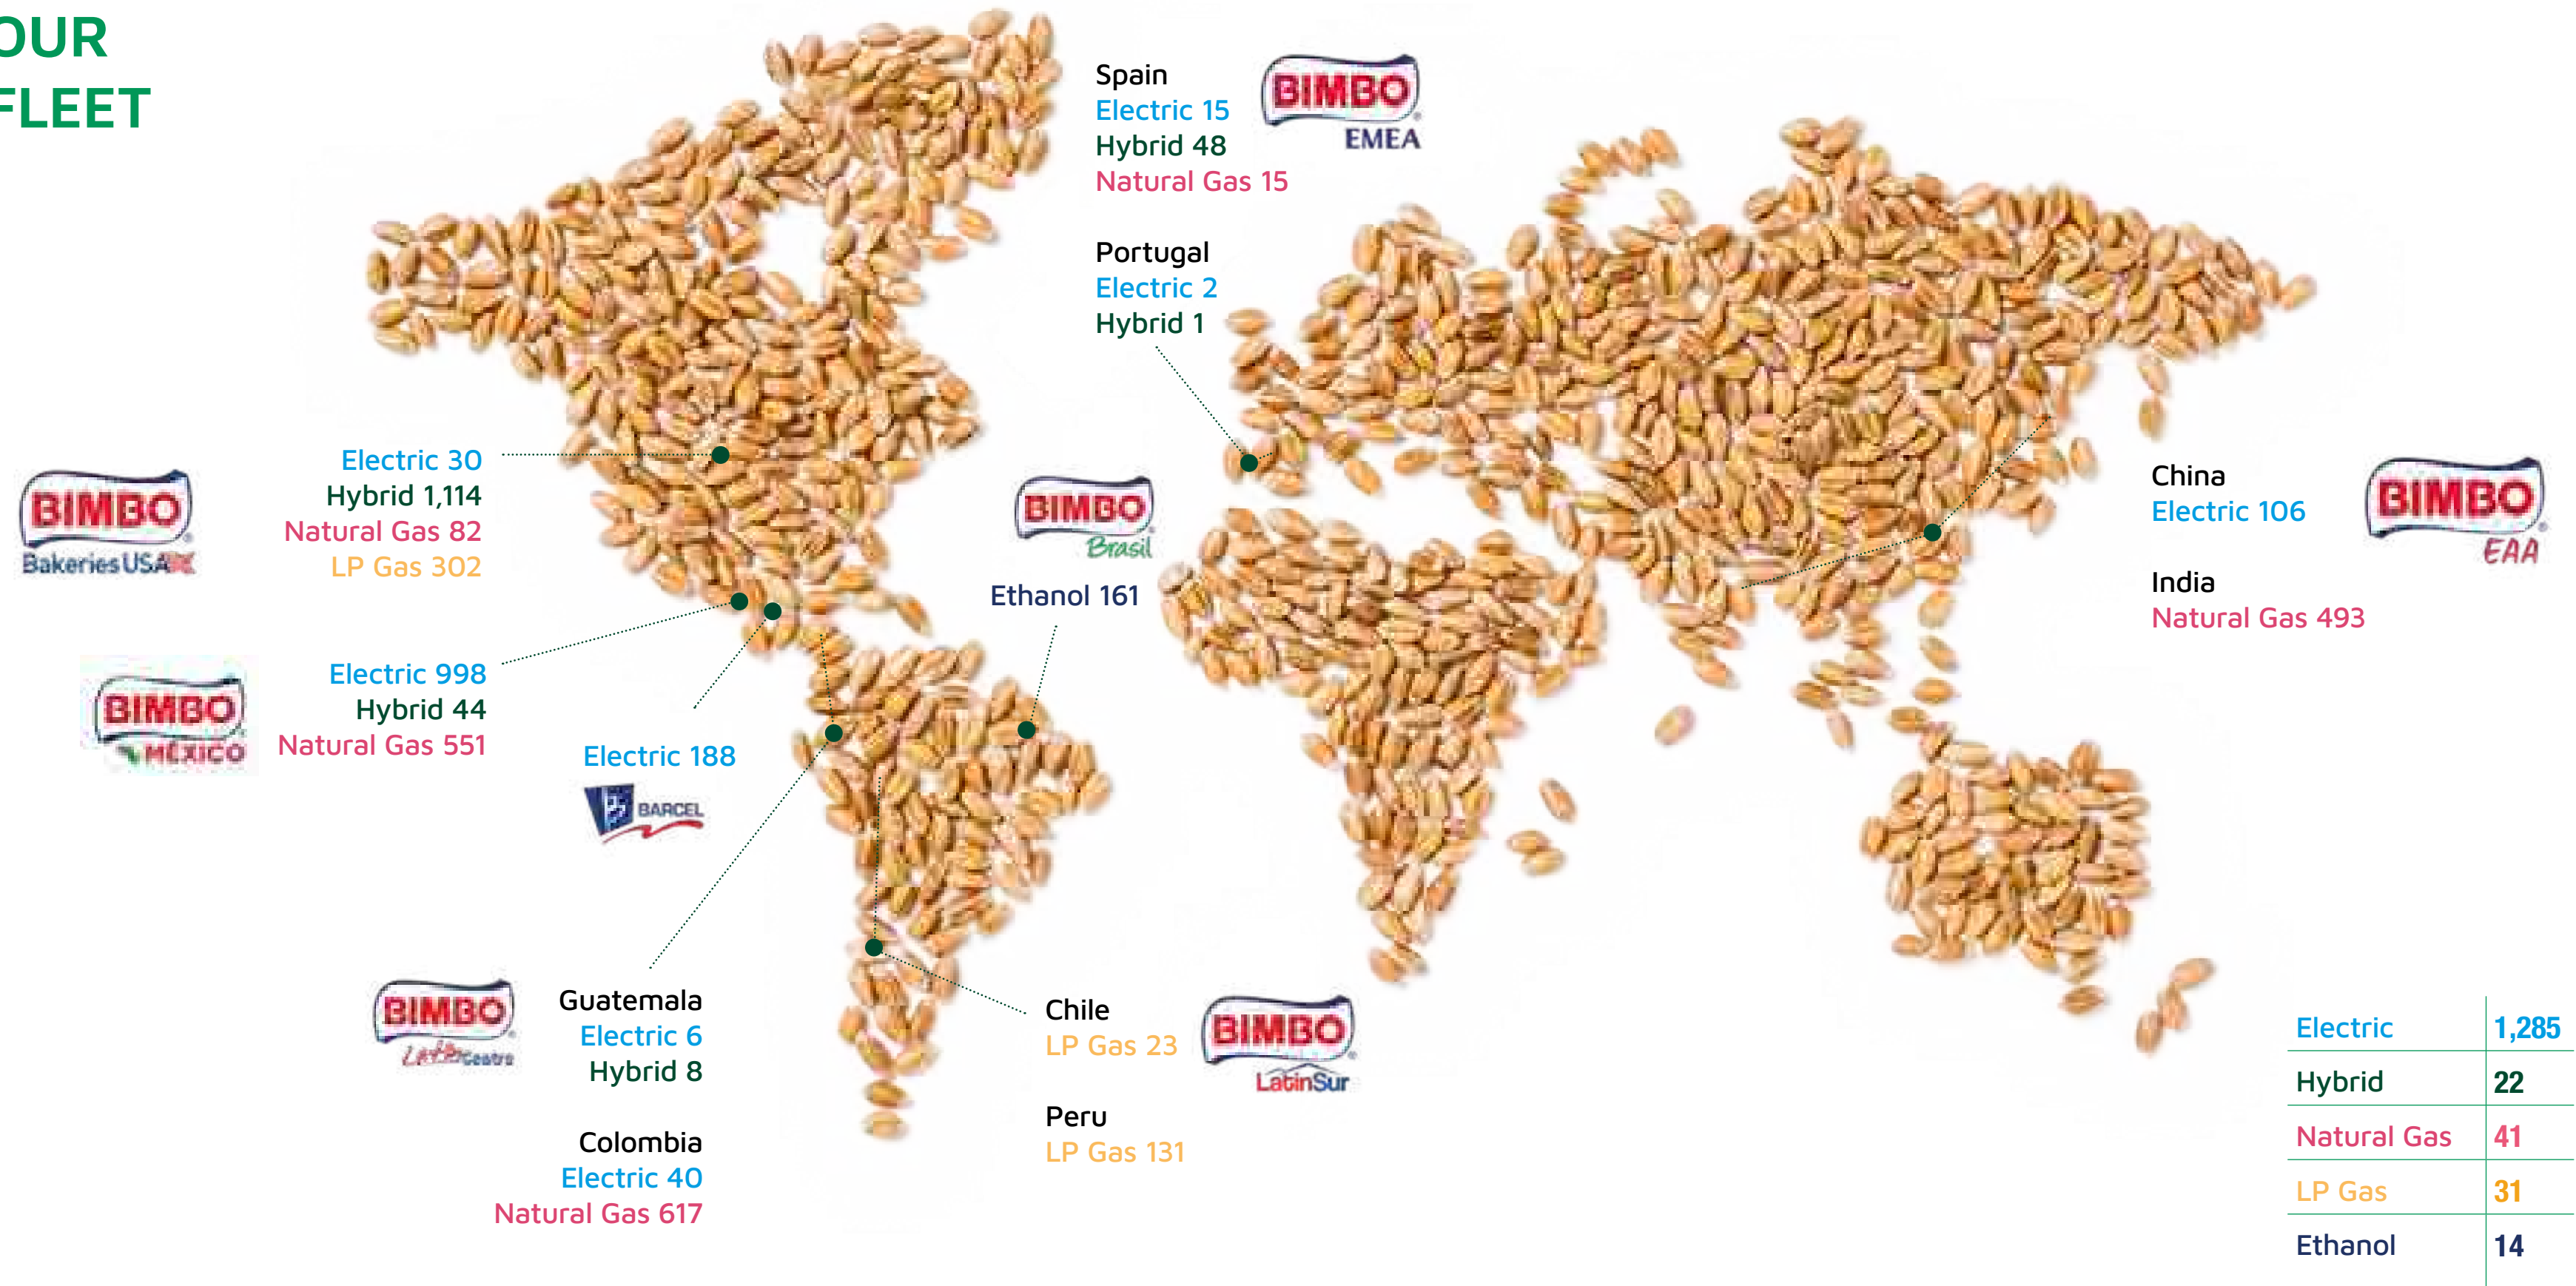 OUR
FLEET
Spain
Electric 15
Hybrid 48
Natural Gas 15
BIMBO
EMEA
Portugal
Electric 2
Hybrid 1
BIMBO
Bakeries USA
Electric 30
Hybrid 1,114
Natural Gas 82
LP Gas 302
BIMBO
Brasil
Ethanol 161
China
Electric 106
India
Natural Gas 493
BIMBO
EAA
BIMBO
MÉXICO
Electric 998
Hybrid 44
Natural Gas 551
Electric 188
BARCEL
BIMBO
Latin Centro
Guatemala
Electric 6
Hybrid 8
Colombia
Electric 40
Natural Gas 617
Chile
LP Gas 23
Peru
LP Gas 131
BIMBO
LatinSur
Electric 1,285
Hybrid 22
Natural Gas 41
LP Gas 31
Ethanol 14